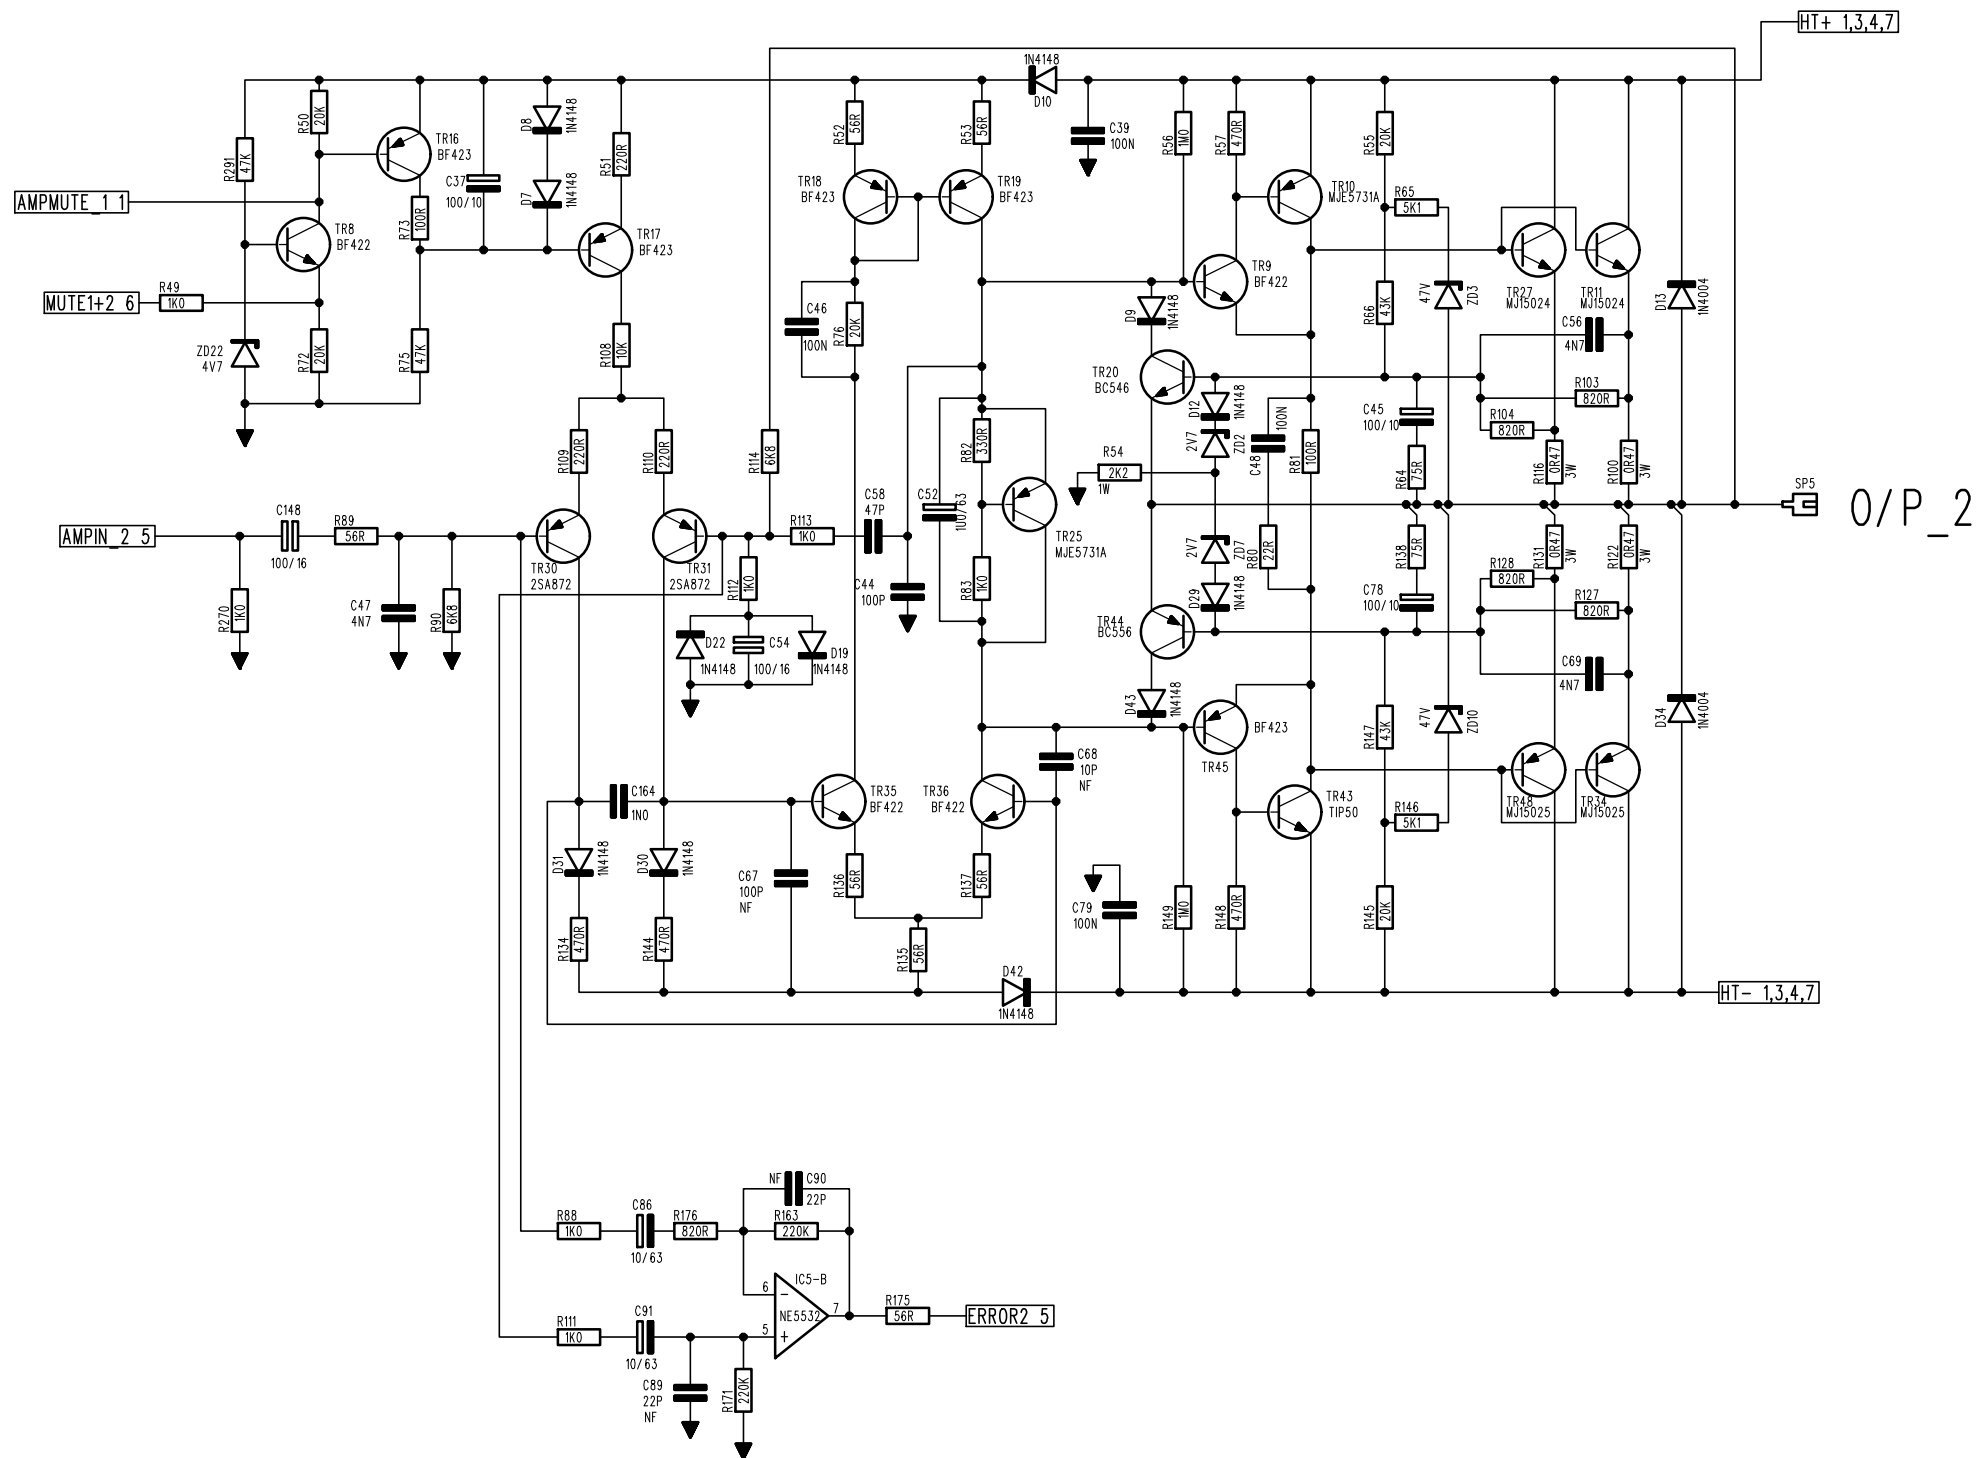 HT+ 1,3,4,7
1N4148
D10
R50
20K
TR16
BF423
D8
1N4148
R52
56R
R53
56R
C39
100N
R56
1M0
R57
470R
R55
20K
R291
47K
C37
100/10
D7
1N4148
R51
220R
TR18
BF423
TR19
BF423
TR10
MJE5731A
R65
5K1
AMPMUTE_1 1
R73
100R
TR8
BF422
TR17
BF423
TR9
BF422
R66
43K
47V
ZD3
TR27
MJ15024
TR11
MJ15024
D13
1N4004
R49
1K0
MUTE1+2 6
C46
100N
R76
20K
D9
1N4148
C56
4N7
ZD22
4V7
R72
20K
R75
47K
R108
10K
TR20
BC546
D12
1N4148
2V7
ZD2
100N
C48
R81
100R
C45
100/10
R103
820R
R104
820R
R109
220R
R110
220R
R114
6K8
R82
330R
R54
2K2
1W
R64
75R
R116
0R47
3W
R100
0R47
3W
SP5
O/P_2
C148
100/16
R89
56R
AMPIN_2 5
C58
47P
C52
100/63
R113
1K0
TR25
MJE5731A
2V7
ZD7
R80
22R
R138
75R
R131
0R47
3W
R122
0R47
3W
TR30
2SA872
TR31
2SA872
R112
1K0
C44
100P
R83
1K0
D29
1N4148
C78
100/10
R128
820R
R127
820R
R270
1K0
C47
4N7
R90
6K8
TR44
BC556
D22
1N4148
C54
100/16
D19
1N4148
C69
4N7
D43
1N4148
BF423
TR45
R147
43K
47V
ZD10
D34
1N4004
C68
10P
NF
C164
1N0
TR35
BF422
TR36
BF422
TR43
TIP50
R146
5K1
TR48
MJ15025
TR34
MJ15025
D31
1N4148
D30
1N4148
C67
100P
NF
R136
56R
R137
56R
C79
100N
R149
1M0
R148
470R
R145
20K
R134
470R
R144
470R
R135
56R
D42
1N4148
HT- 1,3,4,7
NF
C90
22P
R88
1K0
C86
10/63
R176
820R
R163
220K
IC5-B
6
NE5532
7
5
R175
56R
ERROR2 5
R111
1K0
C91
10/63
C89
22P
NF
R171
220K